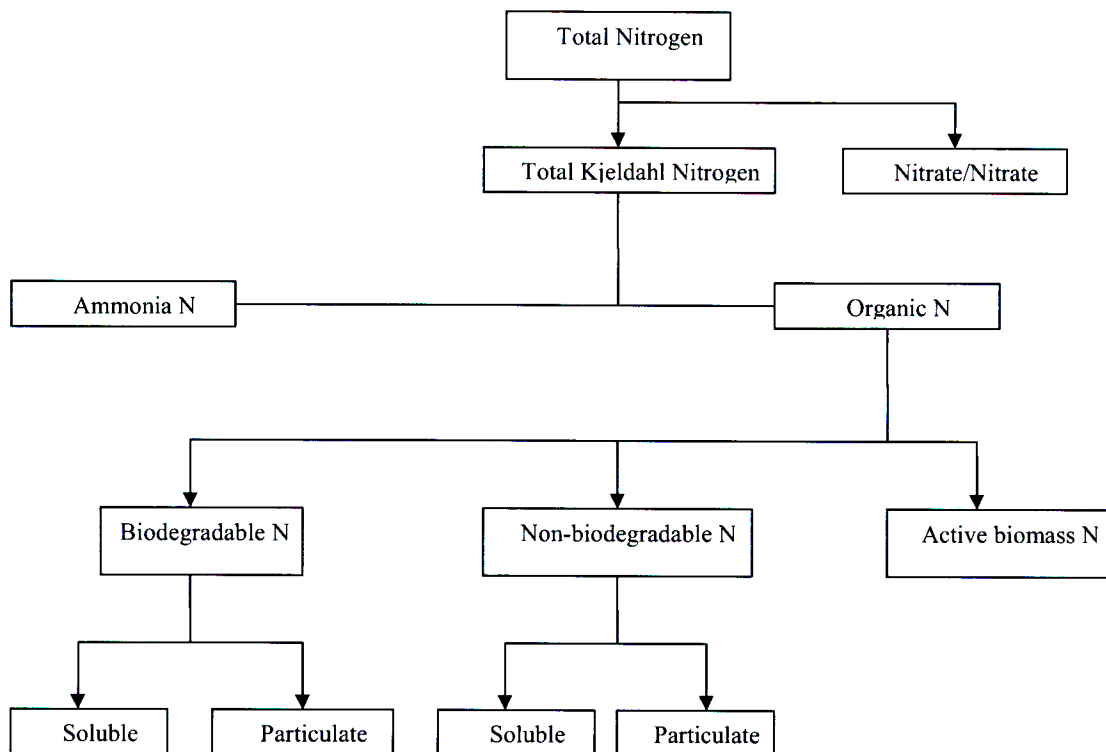 Total Nitrogen
Total Kjeldahl Nitrogen
Nitrate/Nitrate
Ammonia N
Organic N
Biodegradable N
Non-biodegradable N
Active biomass N
Soluble
Particulate
Soluble
Particulate